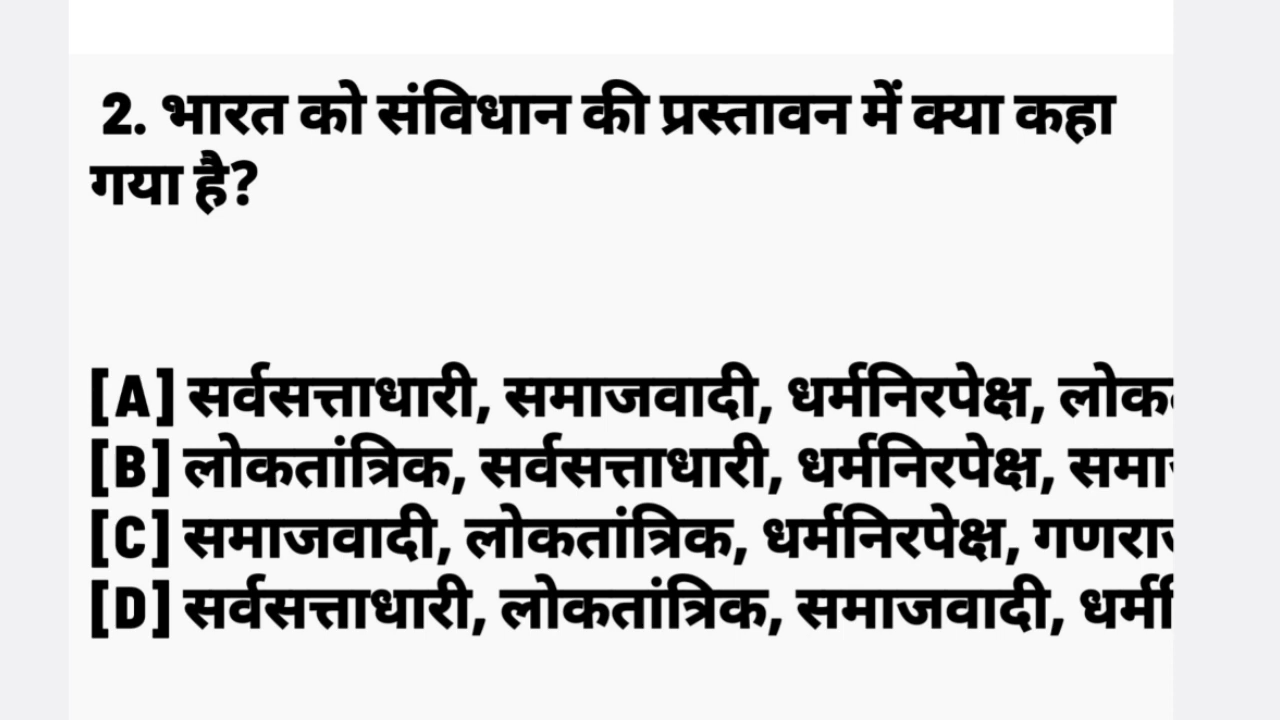 2. भारत को संविधान की प्रस्तावन में क्या कहा
गया है?
[A] सर्वसत्ताधारी, समाजवादी, धर्मनिरपेक्ष,
[B] लोकतांत्रिक, सर्वसत्ताधारी, धर्मनिरपेक्ष,
[C] समाजवादी, लोकतांत्रिक, धर्मनिरपेक्ष,
[D] सर्वसत्ताधारी, लोकतांत्रिक, समाजवादी,